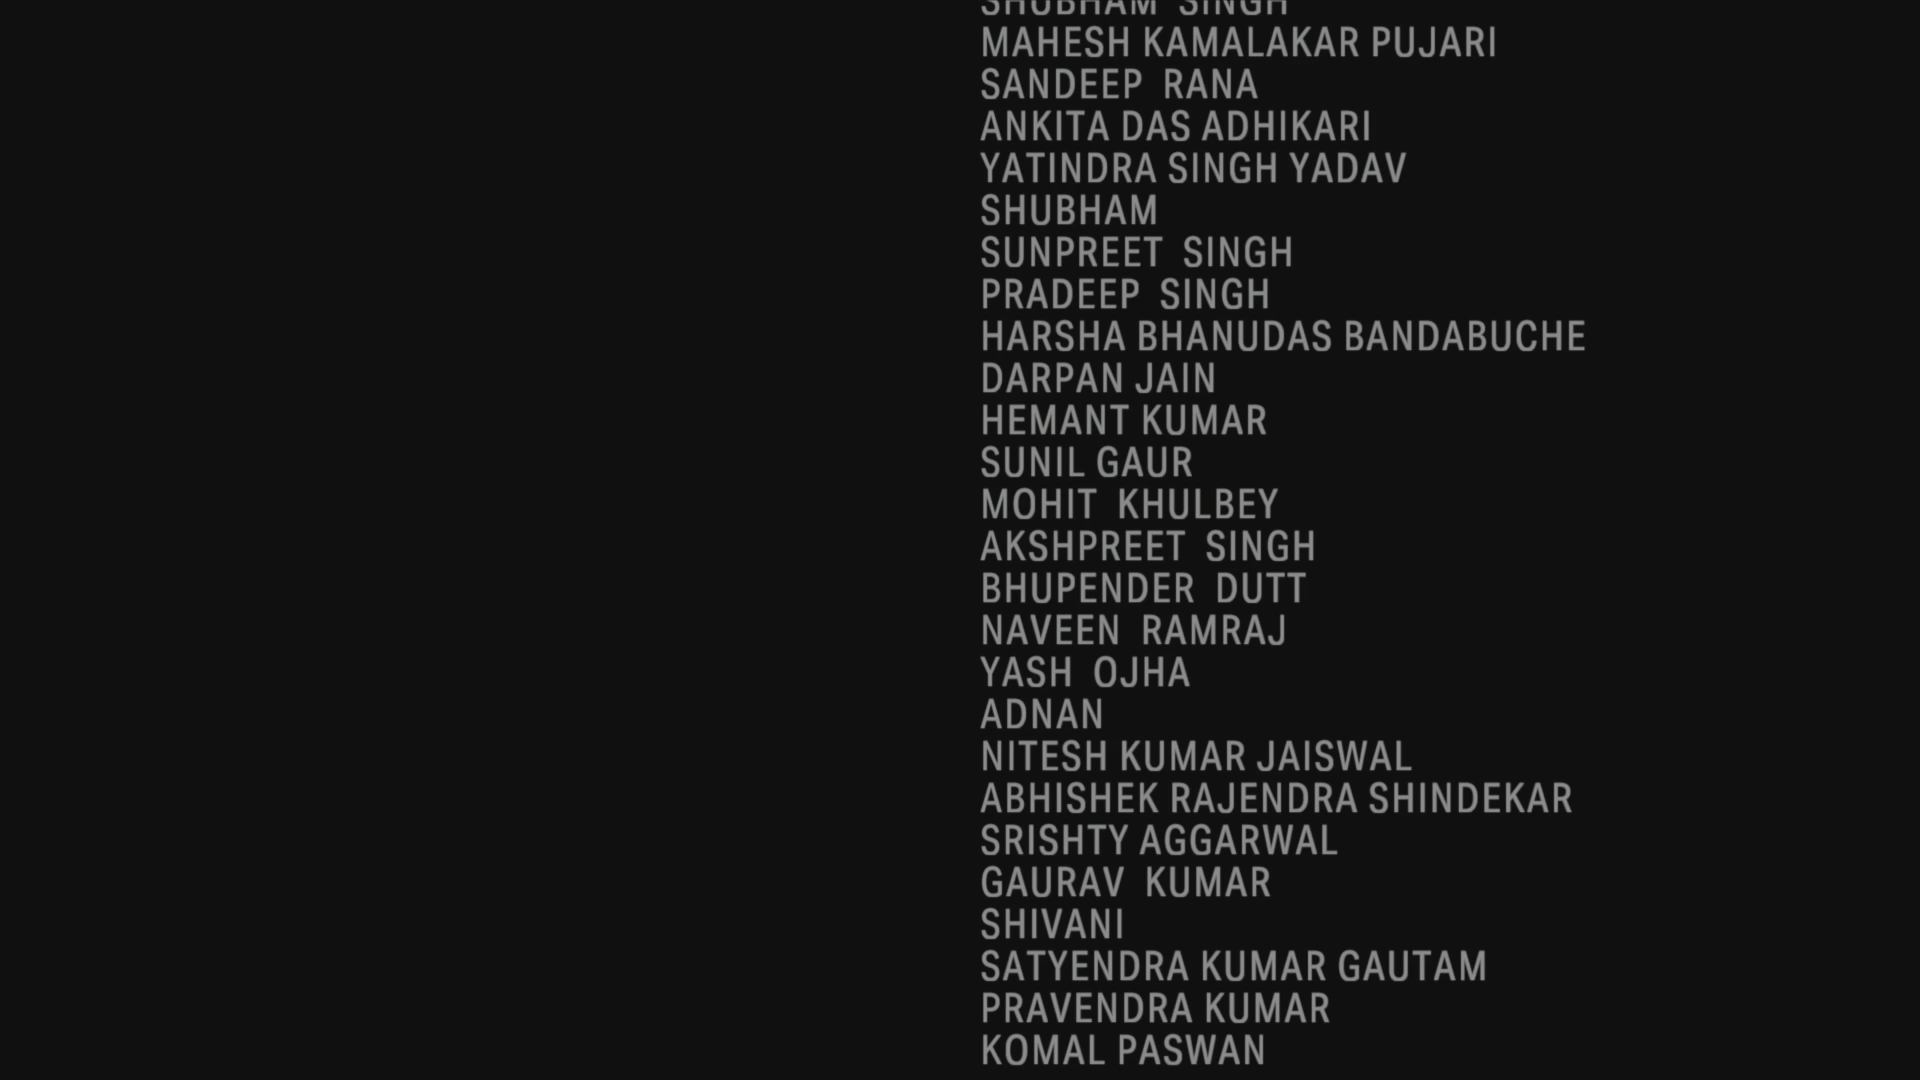 SHUBHAM SINGH
MAHESH KAMALAKAR PUJARI
SANDEEP RANA
ANKITA DAS ADHIKARI
YATINDRA SINGH YADAV
SHUBHAM
SUNPREET SINGH
PRADEEP SINGH
HARSHA BHANUDAS BANDABUCHE
DARPAN JAIN
HEMANT KUMAR
SUNIL GAUR
MOHIT KHULBEY
AKSHPREET SINGH
BHUPENDER DUTT
NAVEEN RAMRAJ
YASH OJHA
ADNAN
NITESH KUMAR JAISWAL
ABHISHEK RAJENDRA SHINDEKAR
SRISHTY AGGARWAL
GAURAV KUMAR
SHIVANI
SATYENDRA KUMAR GAUTAM
PRAVENDRA KUMAR
KOMAL PASWAN